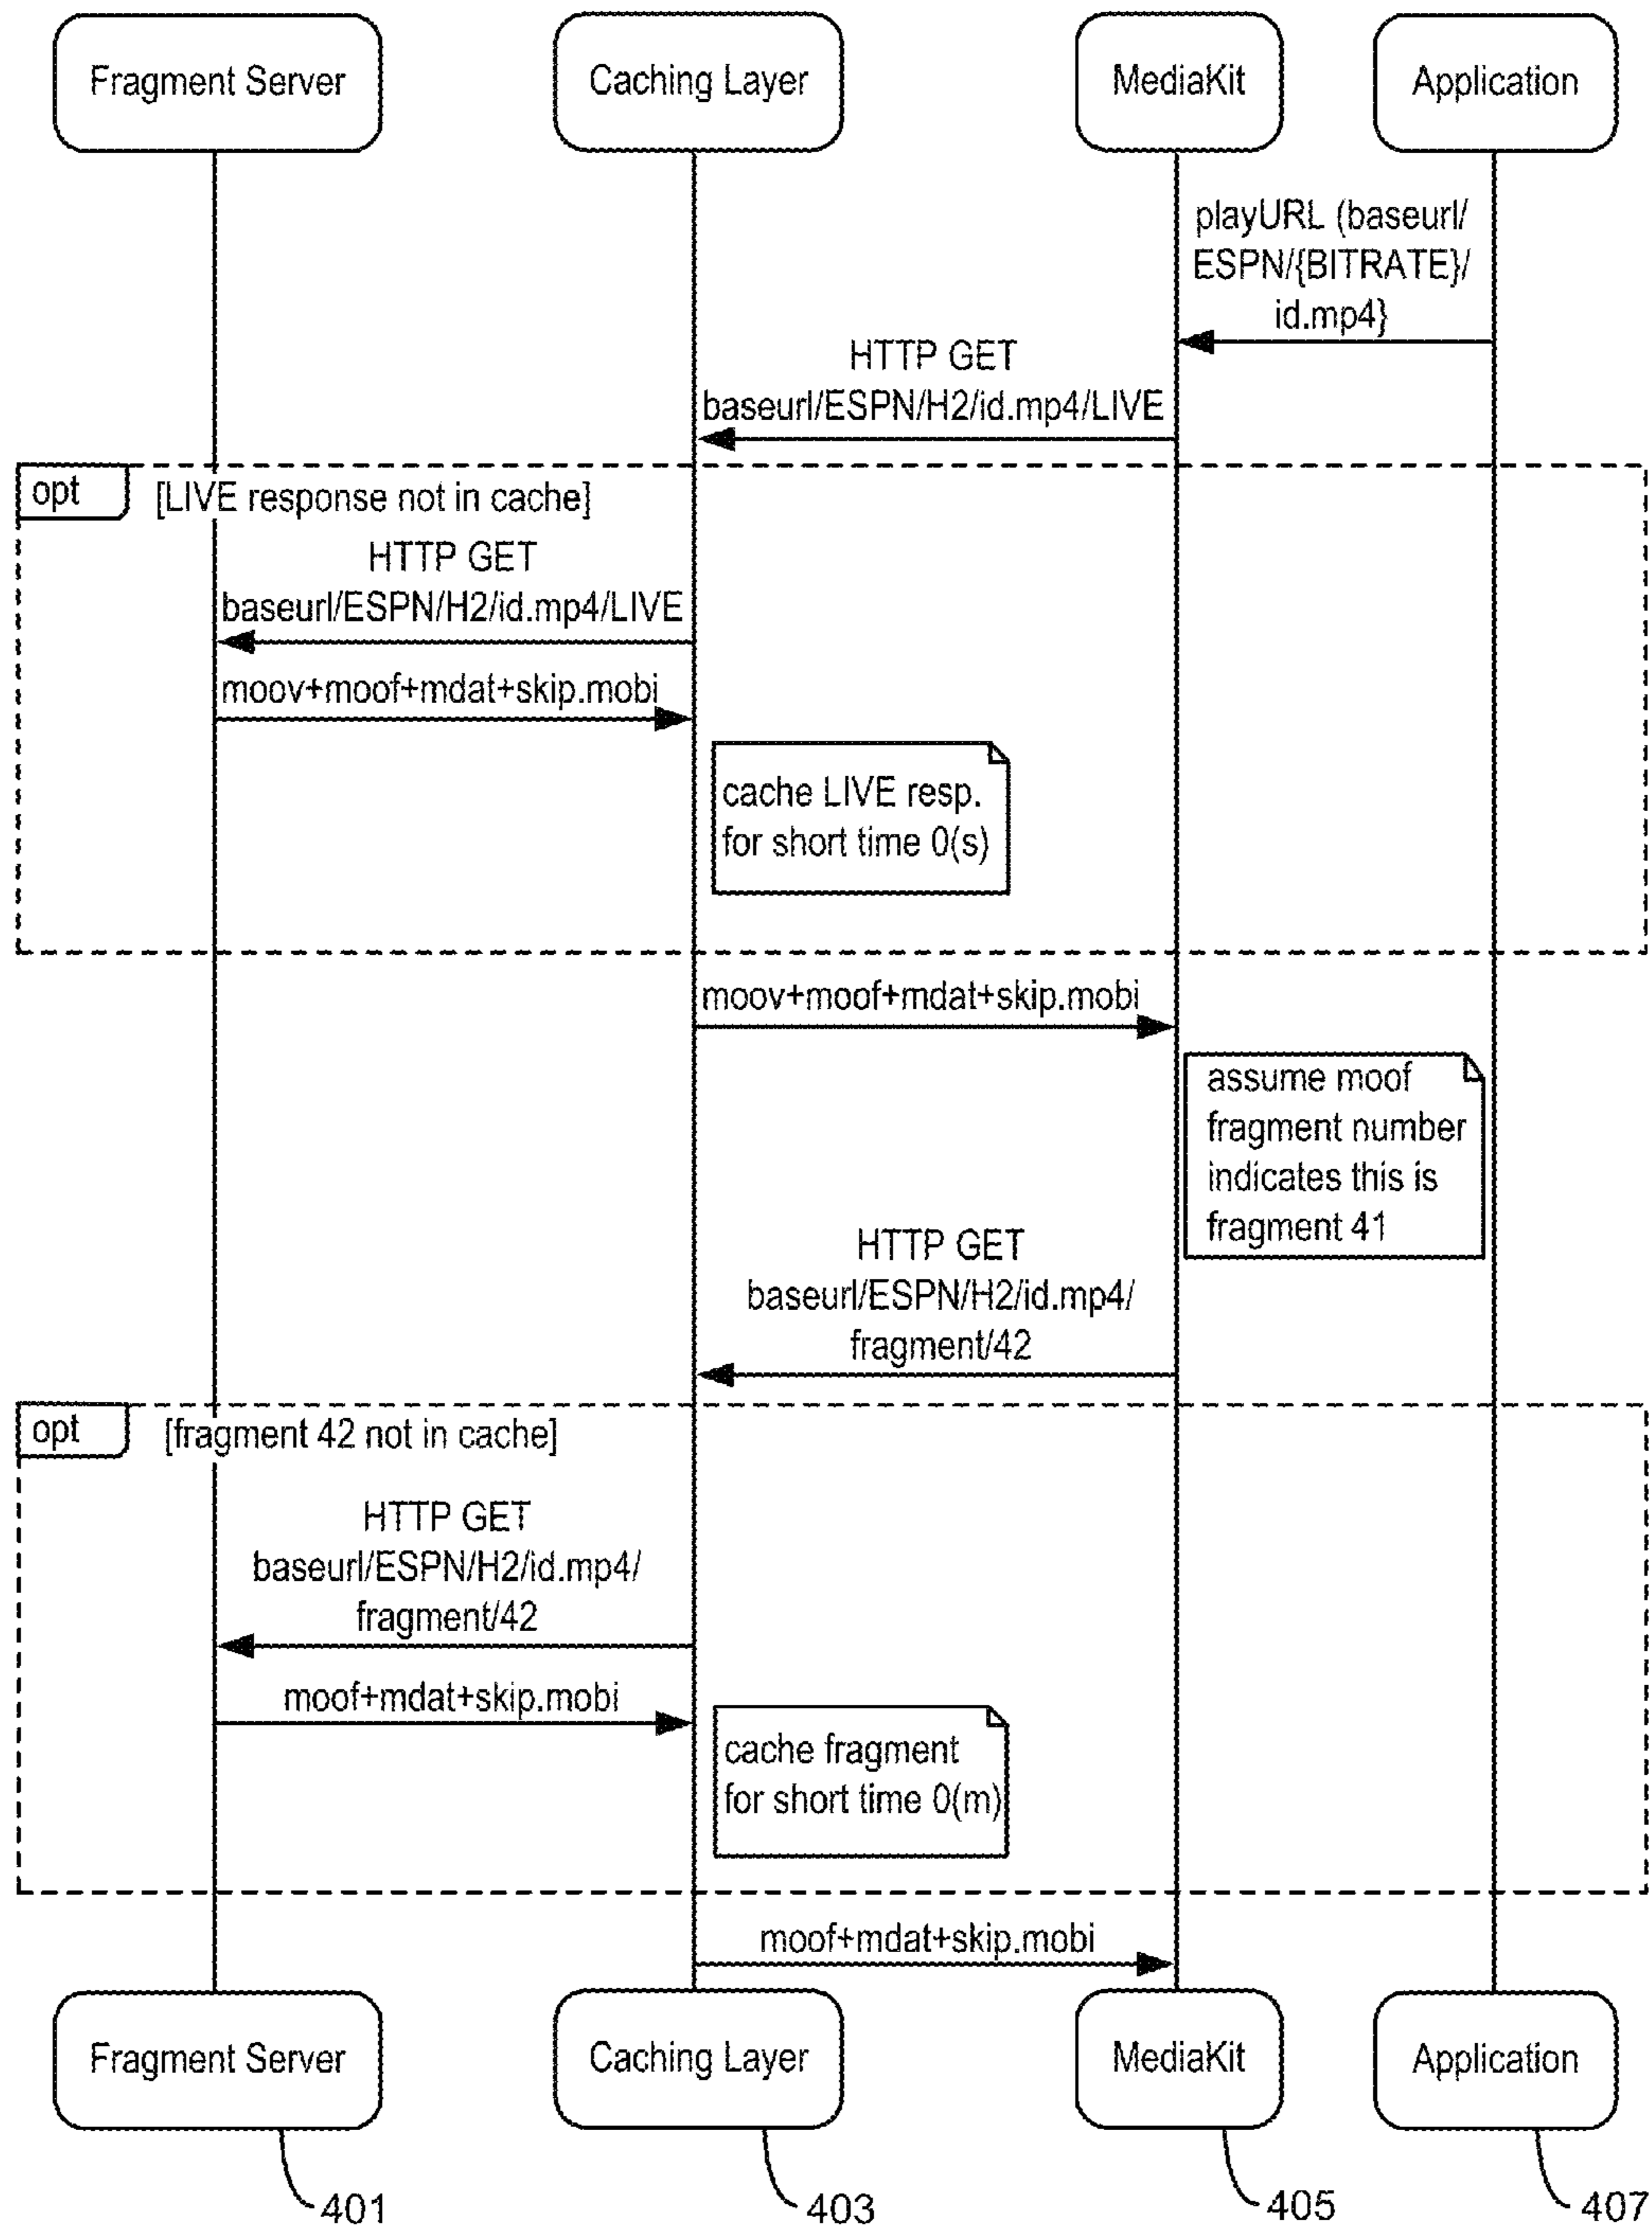 Fragment Server
Caching Layer
MediaKit
Application
playURL (baseurl/
ESPN/{BITRATE}/
id.mp4}
HTTP GET
baseurl/ESPN/H2/id.mp4/LIVE
opt
[LIVE response not in cache]
HTTP GET
baseurl/ESPN/H2/id.mp4/LIVE
moov+moof+mdat+skip.mobi
cache LIVE resp.
for short time 0(s)
moov+moof+mdat+skip.mobi
assume moof
fragment number
indicates this is
fragment 41
HTTP GET
baseurl/ESPN/H2/id.mp4/
fragment/42
opt
[fragment 42 not in cache]
HTTP GET
baseurl/ESPN/H2/id.mp4/
fragment/42
moof+mdat+skip.mobi
cache fragment
for short time 0(m)
moof+mdat+skip.mobi
Fragment Server
Caching Layer
MediaKit
Application
401
403
405
407